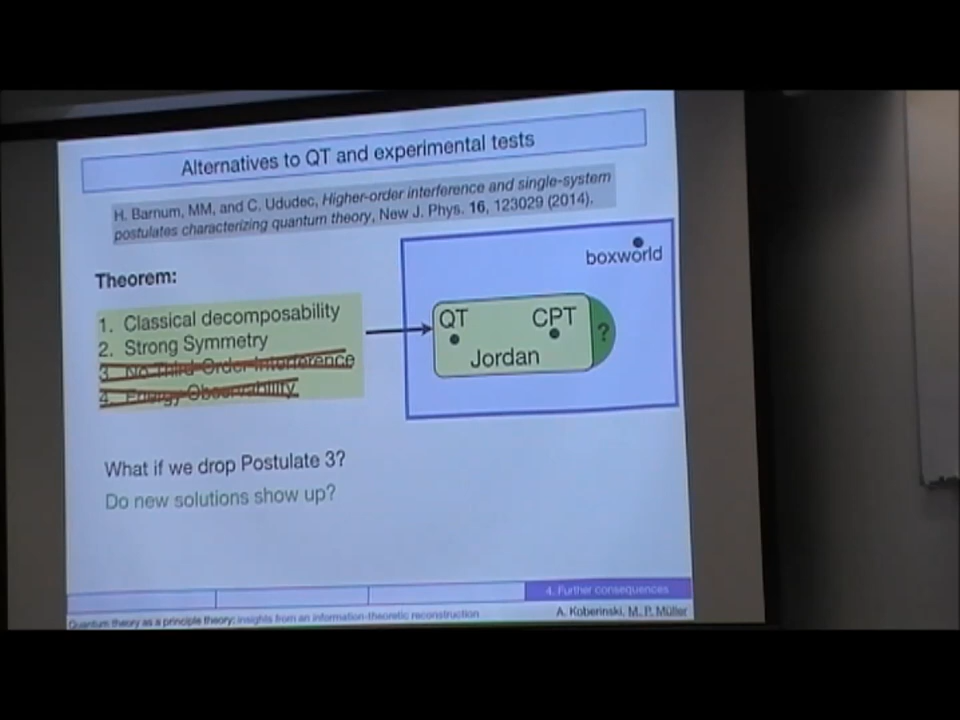 Alternatives to QT and experimental tests
H. Barnum, MM, and C. Ududec, Higher-order interference and single-system
postulates characterizing quantum theory, New J. Phys. 16, 123029 (2014).
Theorem:
1. Classical decomposability
2. Strong Symmetry
3. No Third-Order Interference
4. Energy Observability.
boxworld
QT
CPT
?
Jordan
What if we drop Postulate 3?
Do new solutions show up?
4. Further consequences
Quantum theory as a principle theory: insights from an information-theoretic reconstruction
A. Koberinski, M. P. Müller